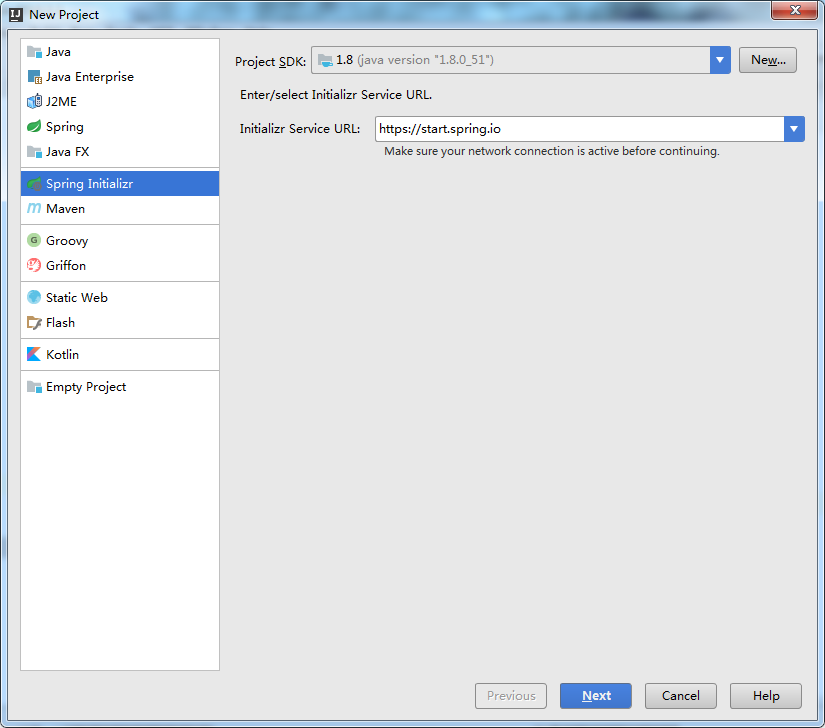 New Project
Java
Java Enterprise
J2ME
Spring
Java FX
Spring Initializr
Maven
Groovy
Griffon
Static Web
Flash
Kotlin
Empty Project
Project SDK: 1.8 (java version "1.8.0_51") New...
Enter/select Initializr Service URL.
Initializr Service URL: https://start.spring.io
Make sure your network connection is active before continuing.
Previous Next Cancel Help